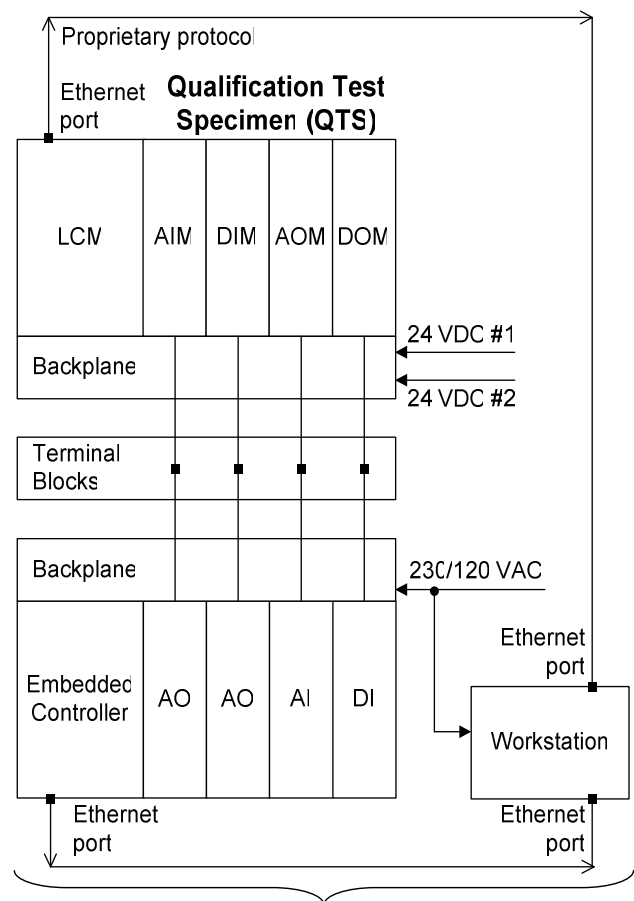 Proprietary protocol
Ethernet
port
Qualification Test
Specimen (QTS)
LCM
AIM
DIM
AOM
DOM
Backplane
24 VDC #1
24 VDC #2
Terminal
Blocks
Backplane
230/120 VAC
Embedded
Controller
AO
AO
AI
DI
Ethernet
port
Workstation
Ethernet
port
Ethernet
port